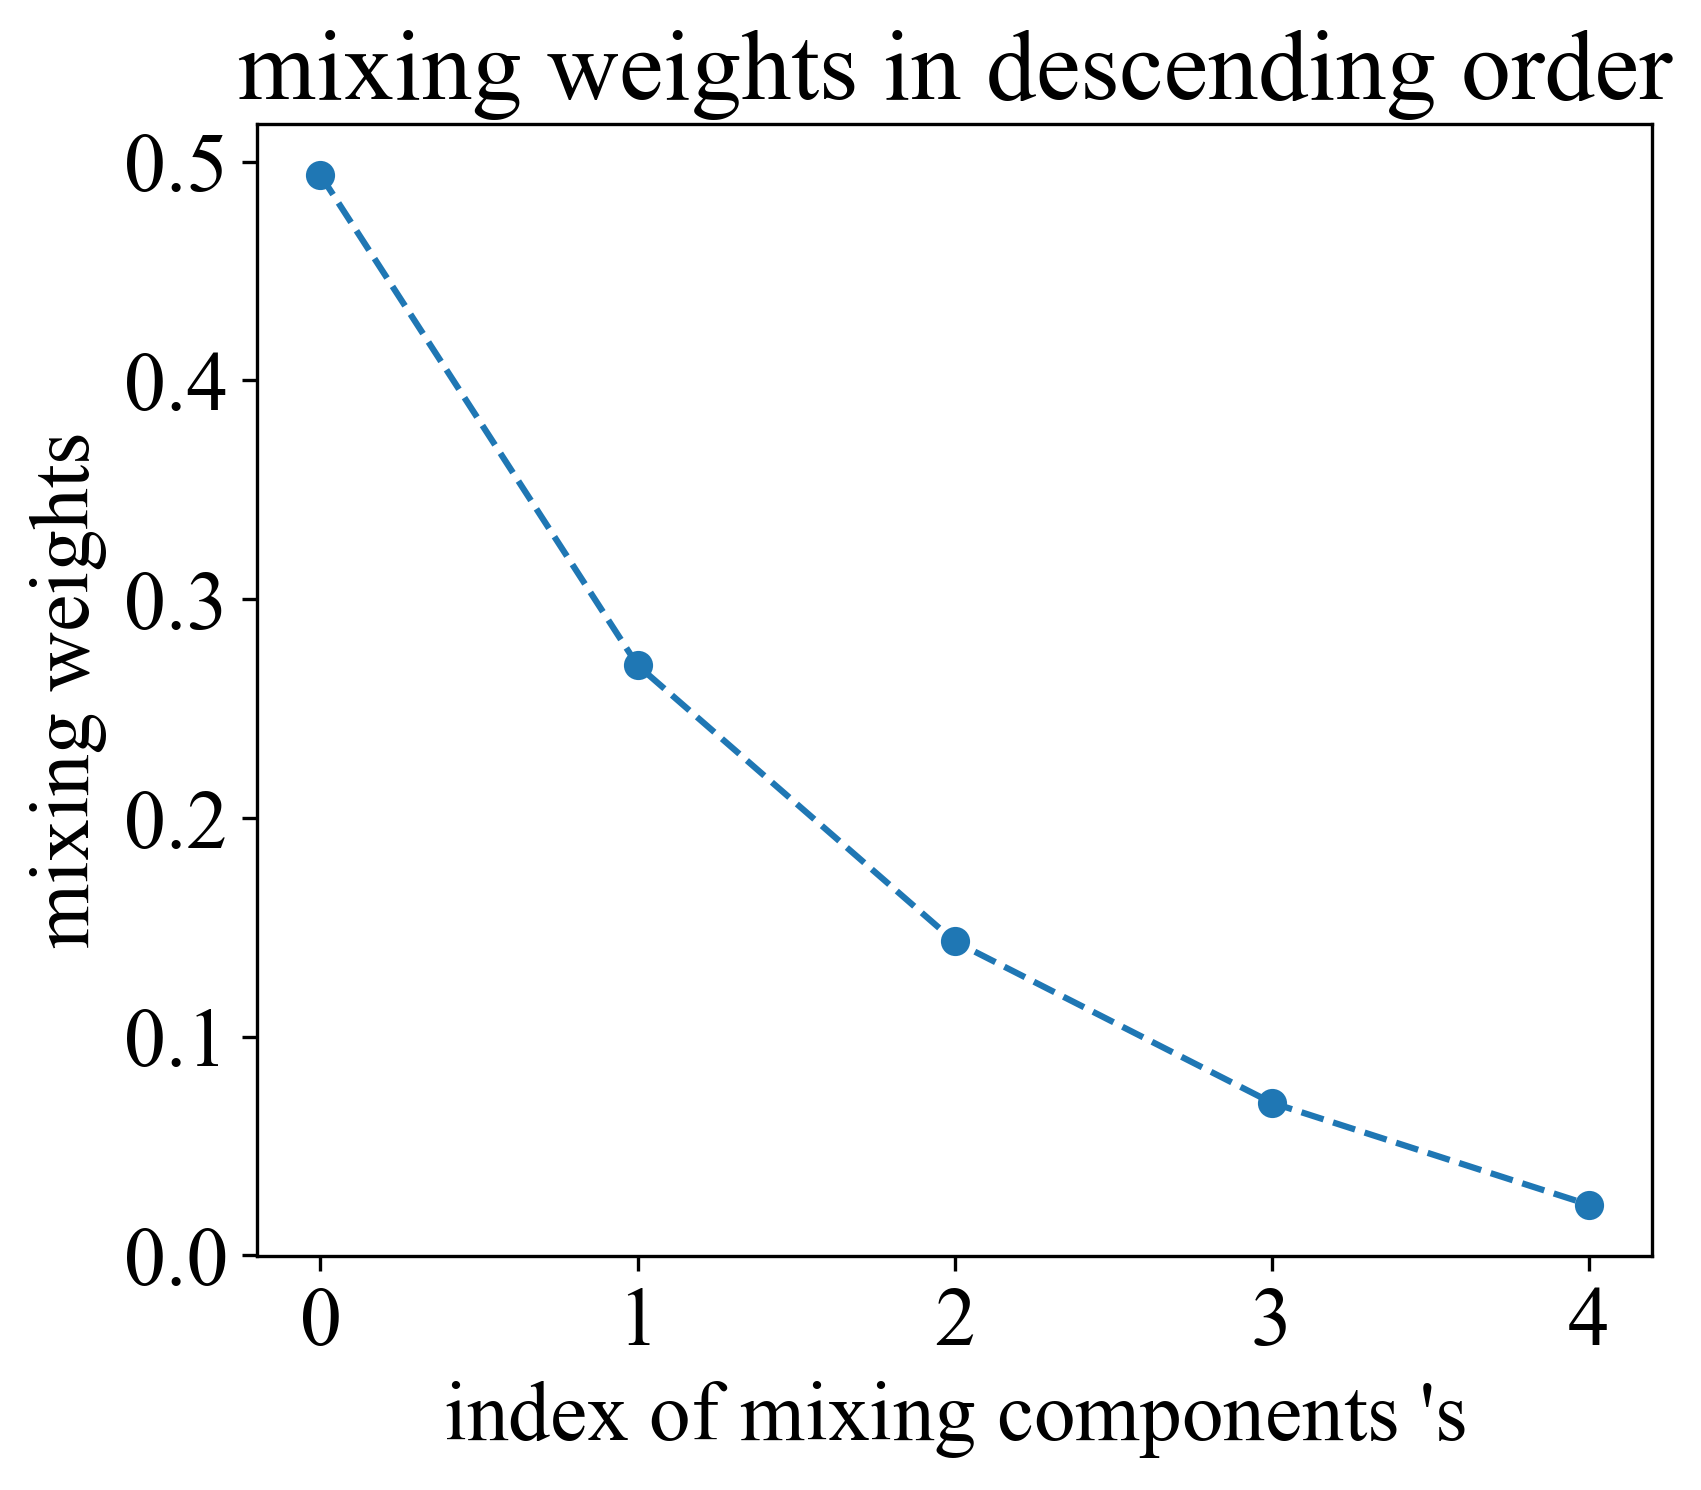 mixing weights in descending order
mixing weights
0.5
0.4
0.3
0.2
0.1
0.0
0 1 2 3 4
index of mixing components 's